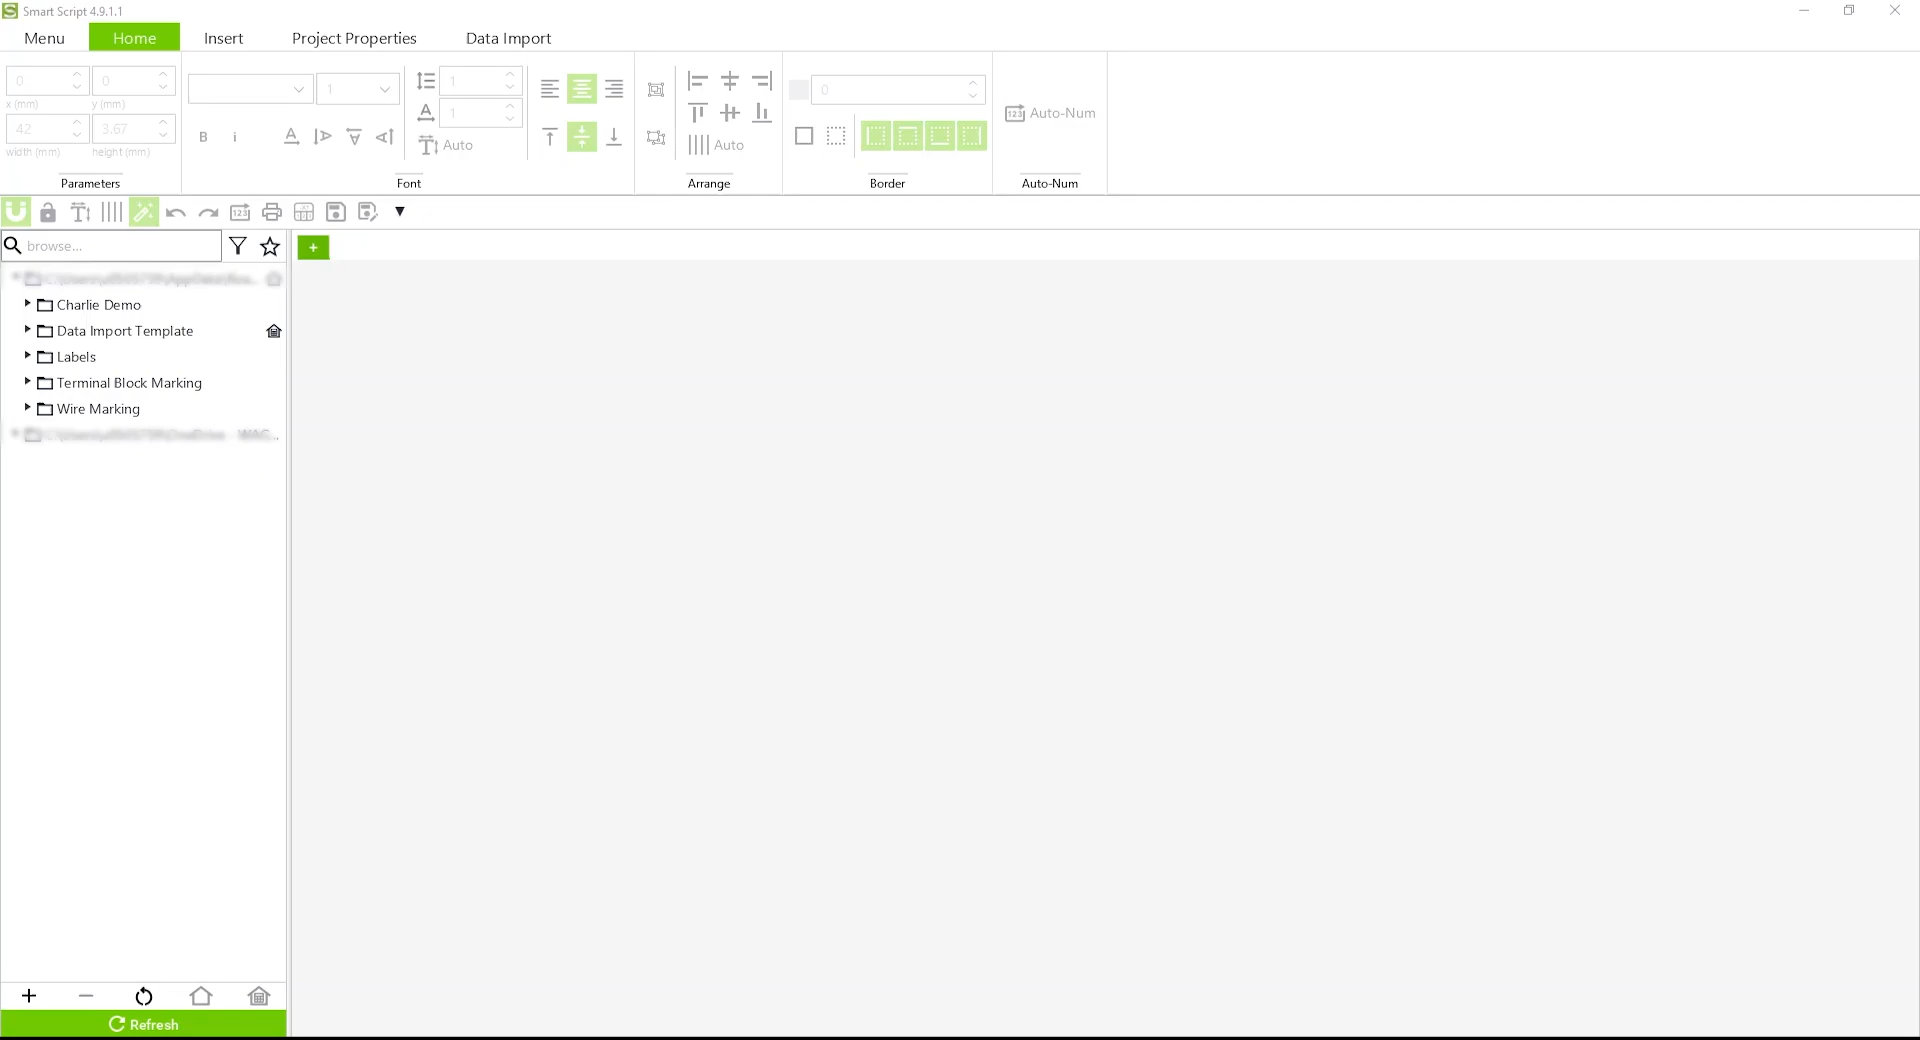 Smart Script 4.9.1.1
Menu Home Insert Project Properties Data Import
0 0 1 1 0
x (mm) y (mm)
1
42 3.67 Auto-Num
width (mm) height (mm) B i Auto Auto
Parameters Font Arrange Border Auto-Num
browse...
Charlie Demo
Data Import Template
Labels
Terminal Block Marking
Wire Marking
Refresh